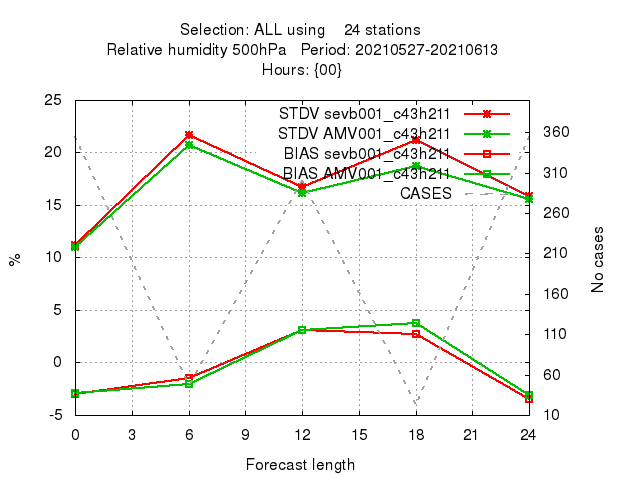 Selection: ALL using    24 stations
Relative humidity 500hPa   Period: 20210527-20210613
Hours: {00}
STDV sevb001_c43h211
STDV AMV001_c43h211
BIAS sevb001_c43h211
BIAS AMV001_c43h211
CASES
25
20
15
10
5
0
-5
%
360
310
260
210
160
110
60
10
No cases
0 3 6 9 12 15 18 21 24
Forecast length